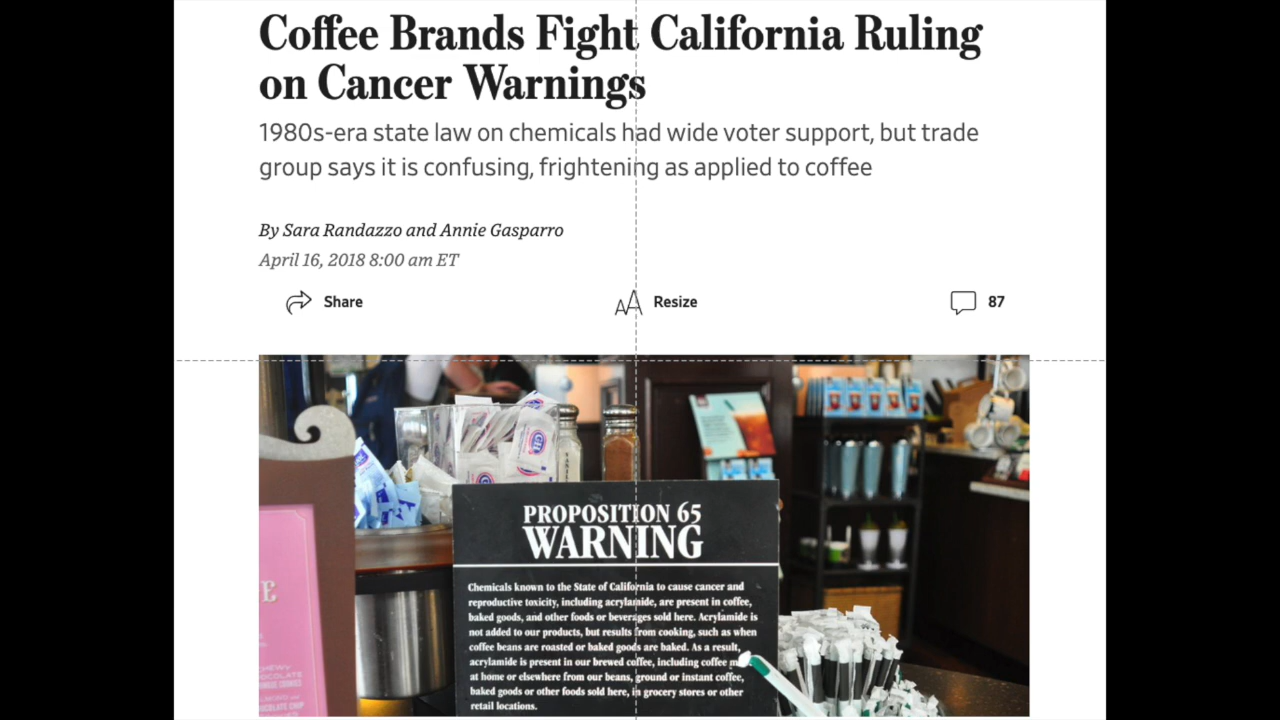 Coffee Brands Fight California Ruling
on Cancer Warnings
1980s-era state law on chemicals had wide voter support, but trade
group says it is confusing, frightening as applied to coffee
By Sara Randazzo and Annie Gasparro
April 16, 2018 8:00 am ET
Share
Resize
87
PROPOSITION 65
WARNING
Chemicals known to the State of California to cause cancer and
reproductive toxicity, including acrylamide, are present in coffee,
baked goods, and other foods or beverages sold here. Acrylamide is
not added to our products, but results from cooking, such as when
coffee beans are roasted or baked goods are baked. As a result,
acrylamide is present in our brewed coffee, including coffee
at home or elsewhere from our beans, ground or instant coffee,
baked goods or other foods sold here, in grocery stores or other
retail locations.